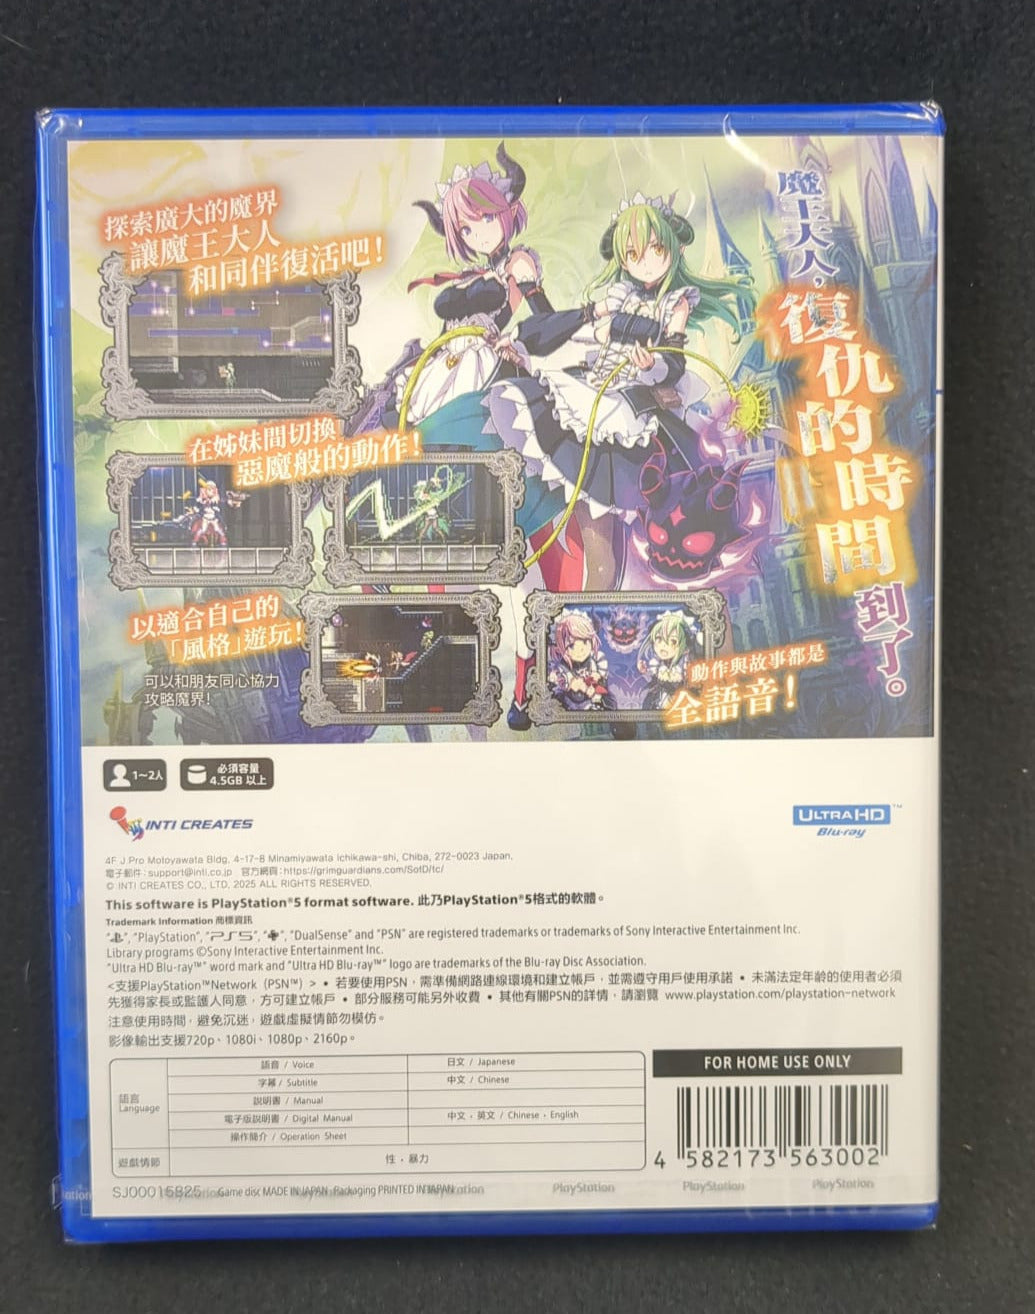 探索廣大的魔界
讓魔王大人
和同伴復活吧！
魔王大人，復仇的時間到了。
在姊妹間切換
惡魔般的動作！
以適合自己的
「風格」遊玩！
可以和朋友同心協力
攻略魔界！
動作與故事都是
全語音！
1~2人
必須容量
4.5GB 以上
INTI CREATES
ULTRA HD™
Blu-ray
4F J.Pro Motoyawata Bldg. 4-17-8 Minamiyawata Ichikawa-shi, Chiba, 272-0023 Japan.
電子郵件：support@inti.co.jp 官方網頁：https://grimguardians.com/SotD/tc/
© INTI CREATES CO., LTD. 2025 ALL RIGHTS RESERVED.
This software is PlayStation®5 format software. 此乃PlayStation®5格式的軟體。
Trademark Information 商標資訊
" ", "PlayStation", "PS5", " ", "DualSense" and "PSN" are registered trademarks or trademarks of Sony Interactive Entertainment Inc.
Library programs ©Sony Interactive Entertainment Inc.
"Ultra HD Blu-ray™" word mark and "Ultra HD Blu-ray™" logo are trademarks of the Blu-ray Disc Association.
<支援PlayStation™Network（PSN™）> • 若要使用PSN，需準備網路連線環境和建立帳戶，並需遵守用戶使用承諾 • 未滿法定年齡的使用者必須
先獲得家長或監護人同意，方可建立帳戶 • 部分服務可能另外收費 • 其他有關PSN的詳情，請瀏覽 www.playstation.com/playstation-network
注意使用時間，避免沉迷，遊戲虛擬情節勿模仿。
影像輸出支援720p、1080i、1080p、2160p。
語言
Language
語音 / Voice 日文 / Japanese
字幕 / Subtitle 中文 / Chinese
說明書 / Manual
電子版說明書 / Digital Manual 中文・英文 / Chinese・English
操作簡介 / Operation Sheet
遊戲情節 性・暴力
FOR HOME USE ONLY
4 582173 563002
SJ00015825 Game disc MADE IN JAPAN Packaging PRINTED IN JAPAN
PlayStation PlayStation PlayStation